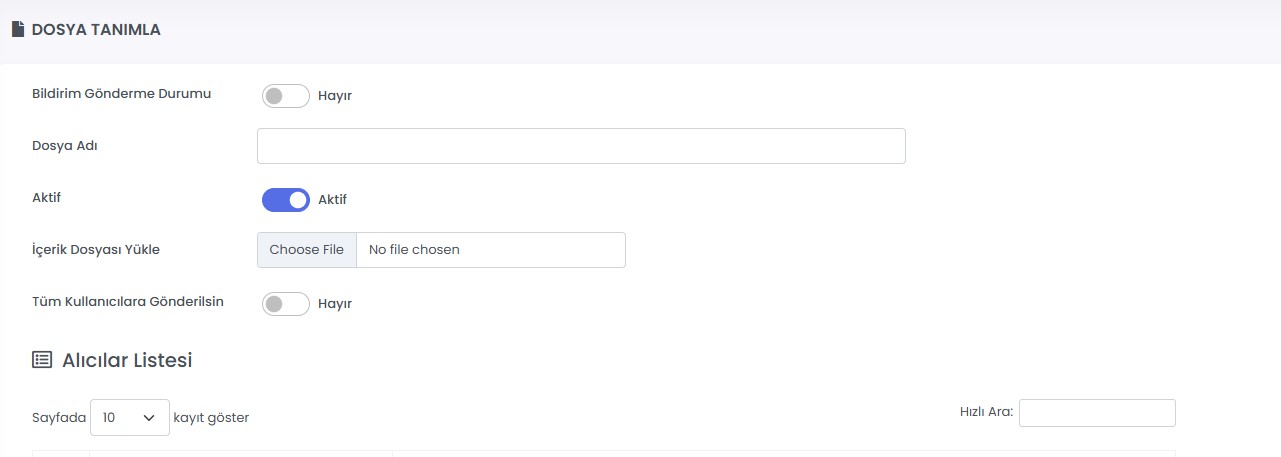 DOSYA TANIMLA
Bildirim Gönderme Durumu Hayır
Dosya Adı
Aktif Aktif
İçerik Dosyası Yükle Choose File No file chosen
Tüm Kullanıcılara Gönderilsin Hayır
Alıcılar Listesi
Sayfada 10 kayıt göster Hızlı Ara: